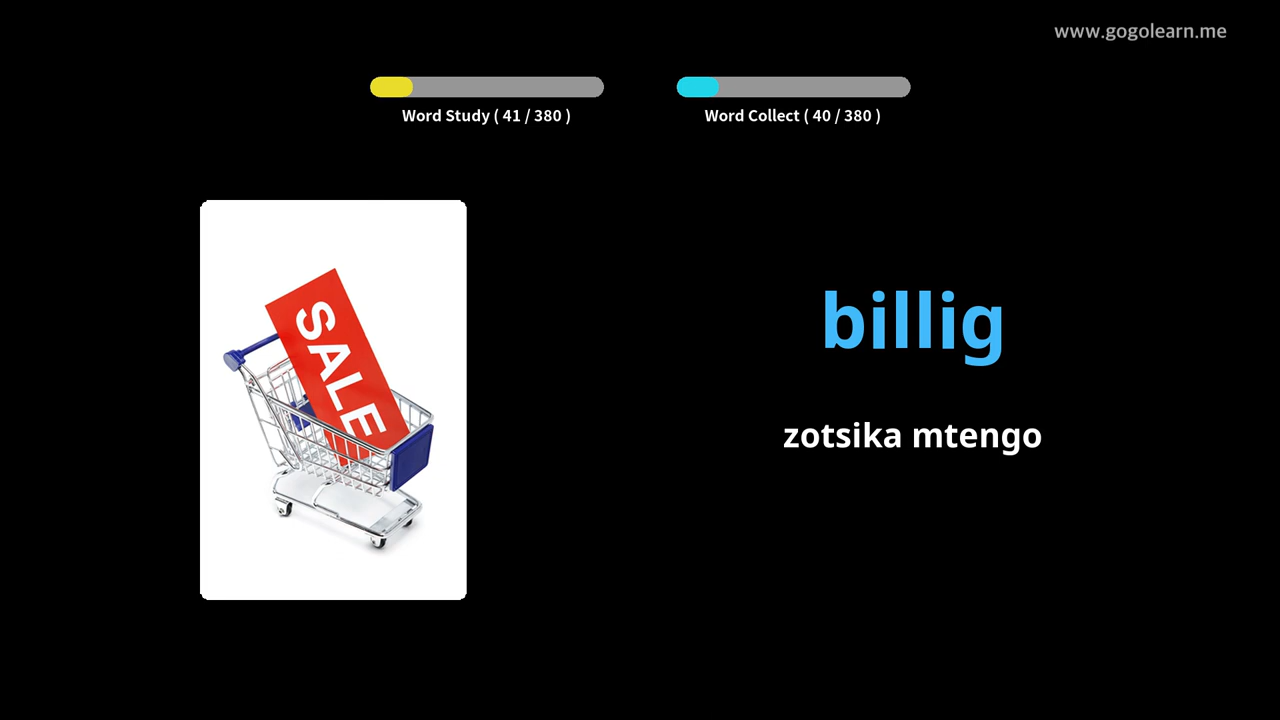 www.gogolearn.me
Word Study ( 41 / 380 )
Word Collect ( 40 / 380 )
SALE
billig
zotsika mtengo